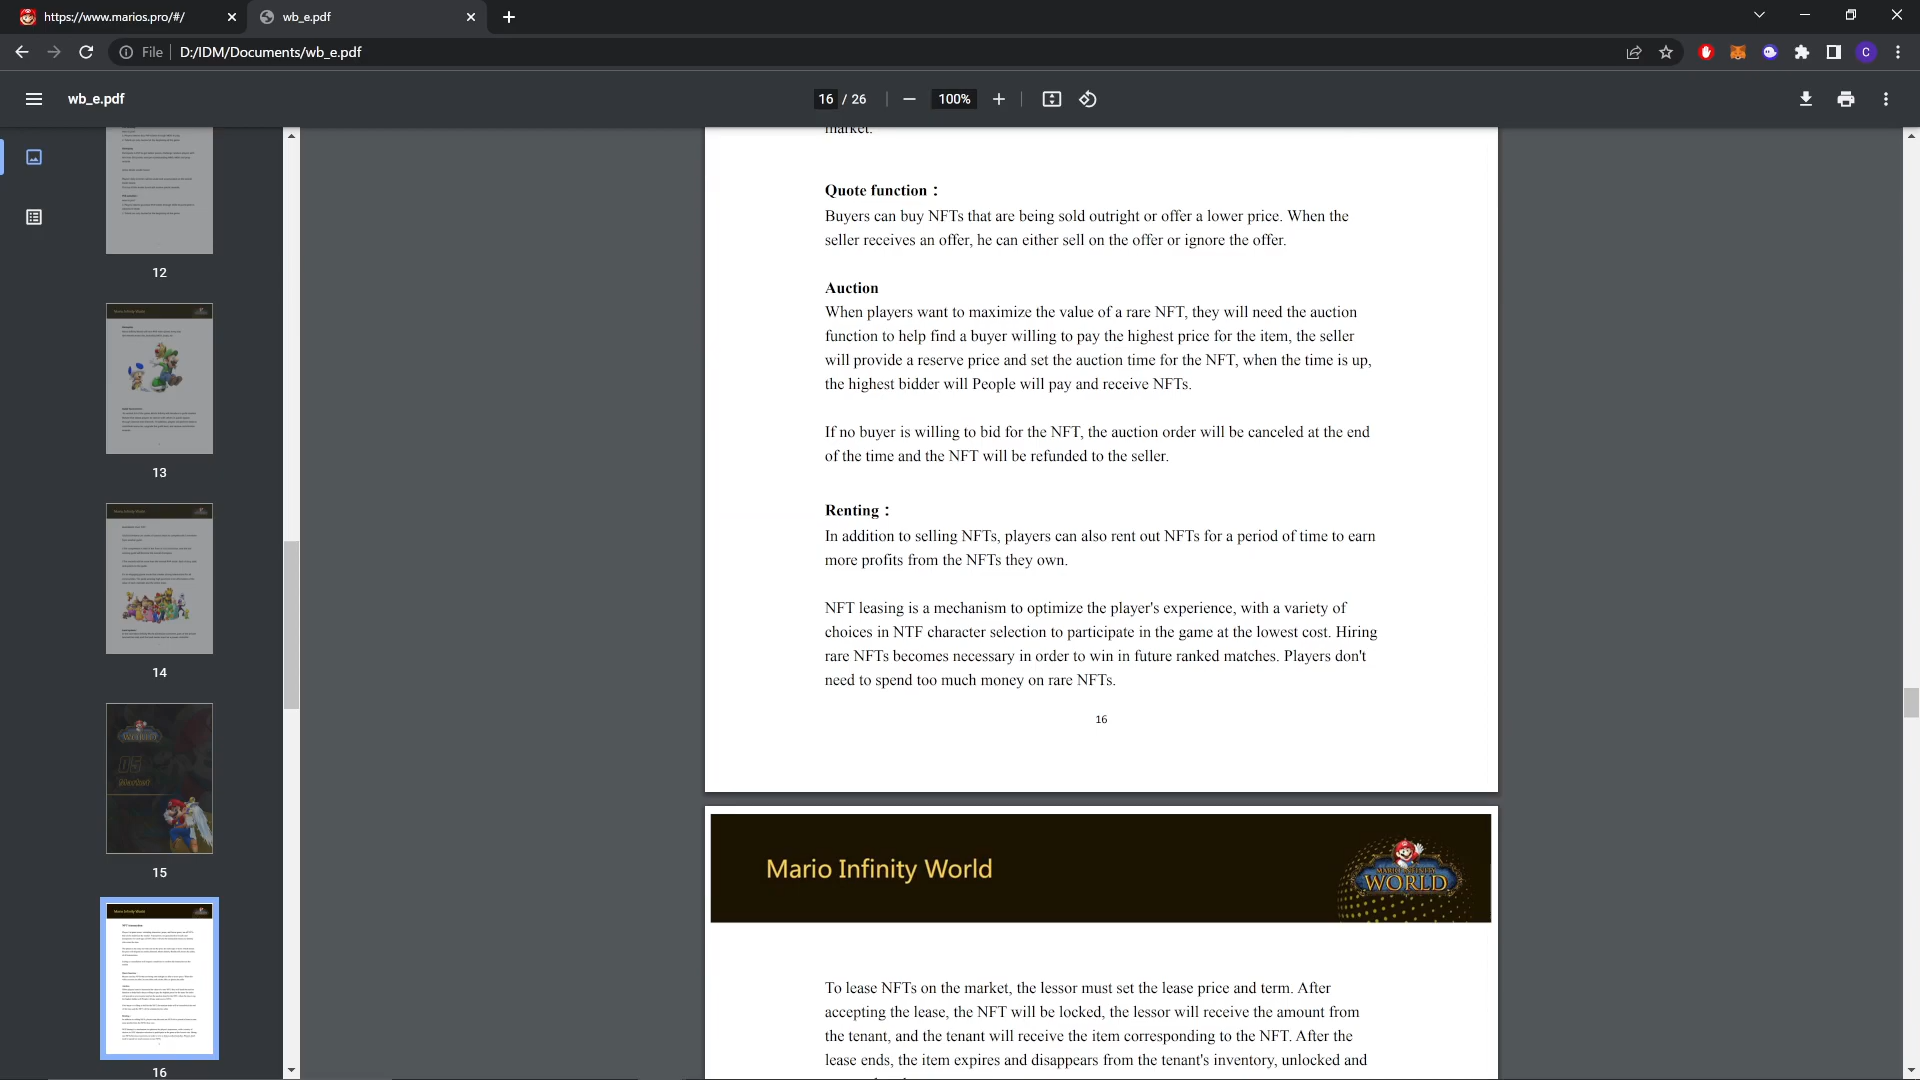 https://www.marios.pro/#/
wb_e.pdf
File
D:/IDM/Documents/wb_e.pdf
C
wb_e.pdf
16 / 26
100%
12
13
14
15
16
market.
Quote function：
Buyers can buy NFTs that are being sold outright or offer a lower price. When the
seller receives an offer, he can either sell on the offer or ignore the offer.
Auction
When players want to maximize the value of a rare NFT, they will need the auction
function to help find a buyer willing to pay the highest price for the item, the seller
will provide a reserve price and set the auction time for the NFT, when the time is up,
the highest bidder will People will pay and receive NFTs.
If no buyer is willing to bid for the NFT, the auction order will be canceled at the end
of the time and the NFT will be refunded to the seller.
Renting：
In addition to selling NFTs, players can also rent out NFTs for a period of time to earn
more profits from the NFTs they own.
NFT leasing is a mechanism to optimize the player's experience, with a variety of
choices in NTF character selection to participate in the game at the lowest cost. Hiring
rare NFTs becomes necessary in order to win in future ranked matches. Players don't
need to spend too much money on rare NFTs.
16
Mario Infinity World
MARIO INFINITY
WORLD
To lease NFTs on the market, the lessor must set the lease price and term. After
accepting the lease, the NFT will be locked, the lessor will receive the amount from
the tenant, and the tenant will receive the item corresponding to the NFT. After the
lease ends, the item expires and disappears from the tenant's inventory, unlocked and